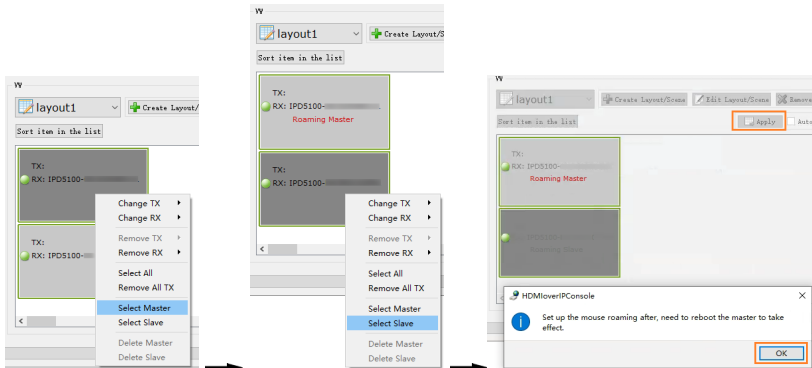 W
layout1
Create Layout/
Sort item in the list
TX:
RX: IPD5100-
TX:
RX: IPD5100-
Change TX
Change RX
Remove TX
Remove RX
Select All
Remove All TX
Select Master
Select Slave
Delete Master
Delete Slave
W
layout1
Create Layout/S
Sort item in the list
TX:
RX: IPD5100-
Roaming Master
TX:
RX: IPD5100-
Change TX
Change RX
Remove TX
Remove RX
Select All
Remove All TX
Select Master
Select Slave
Delete Master
Delete Slave
W
layout1
Create Layout/Scene
Edit Layout/Scene
Remove
Sort item in the list
Apply
Auto
TX:
RX: IPD5100-
Roaming Master
Roaming Slave
HDMIoverIPConsole
Set up the mouse roaming after, need to reboot the master to take
effect.
OK